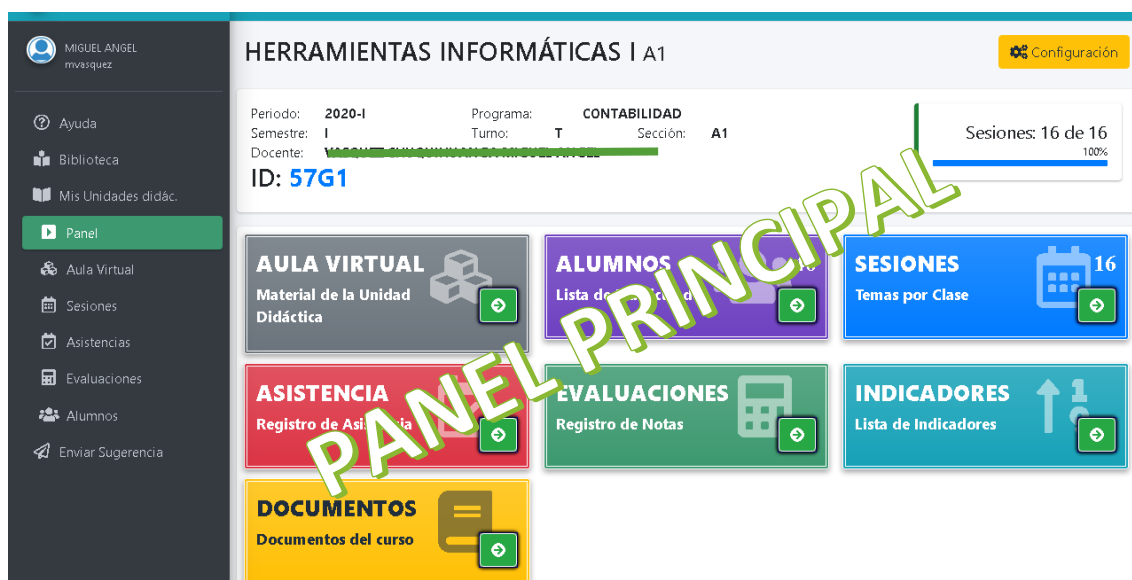 MIGUEL ANGEL
mvasquez
Ayuda
Biblioteca
Mis Unidades didác.
Panel
Aula Virtual
Sesiones
Asistencias
Evaluaciones
Alumnos
Enviar Sugerencia
HERRAMIENTAS INFORMÁTICAS I A1
Configuración
Periodo: 2020-I Programa: CONTABILIDAD
Semestre: I Turno: T Sección: A1
Docente:
ID: 57G1
Sesiones: 16 de 16
100%
AULA VIRTUAL
Material de la Unidad
Didáctica
ALUMNOS
Lista de
SESIONES
16
Temas por Clase
ASISTENCIA
Registro de Asistencia
EVALUACIONES
Registro de Notas
INDICADORES
Lista de Indicadores
DOCUMENTOS
Documentos del curso
PANEL PRINCIPAL